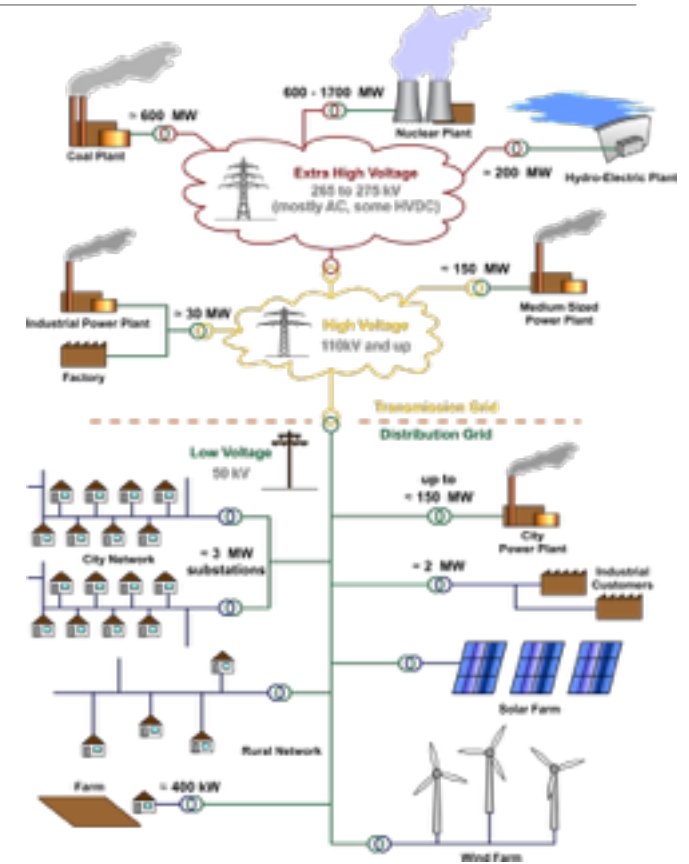 600 - 1700 MW
≈ 600 MW
Nuclear Plant
Coal Plant
Extra High Voltage
265 to 275 kV
(mostly AC, some HVDC)
≈ 200 MW
Hydro-Electric Plant
≈ 150 MW
Medium Sized
Power Plant
≈ 30 MW
Industrial Power Plant
High Voltage
110kV and up
Factory
Transmission Grid
Distribution Grid
Low Voltage
50 kV
up to
≈ 150 MW
City
Power Plant
City Network
≈ 3 MW
substations
≈ 2 MW
Industrial
Customers
Solar Farm
Rural Network
Farm
≈ 400 kW
Wind Farm